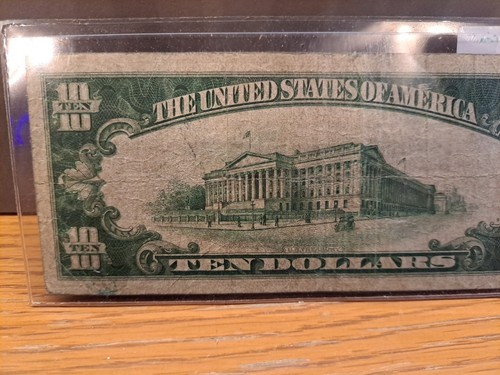 10
TEN
10
THE UNITED STATES OF AMERICA
10
TEN
10
TEN DOLLARS